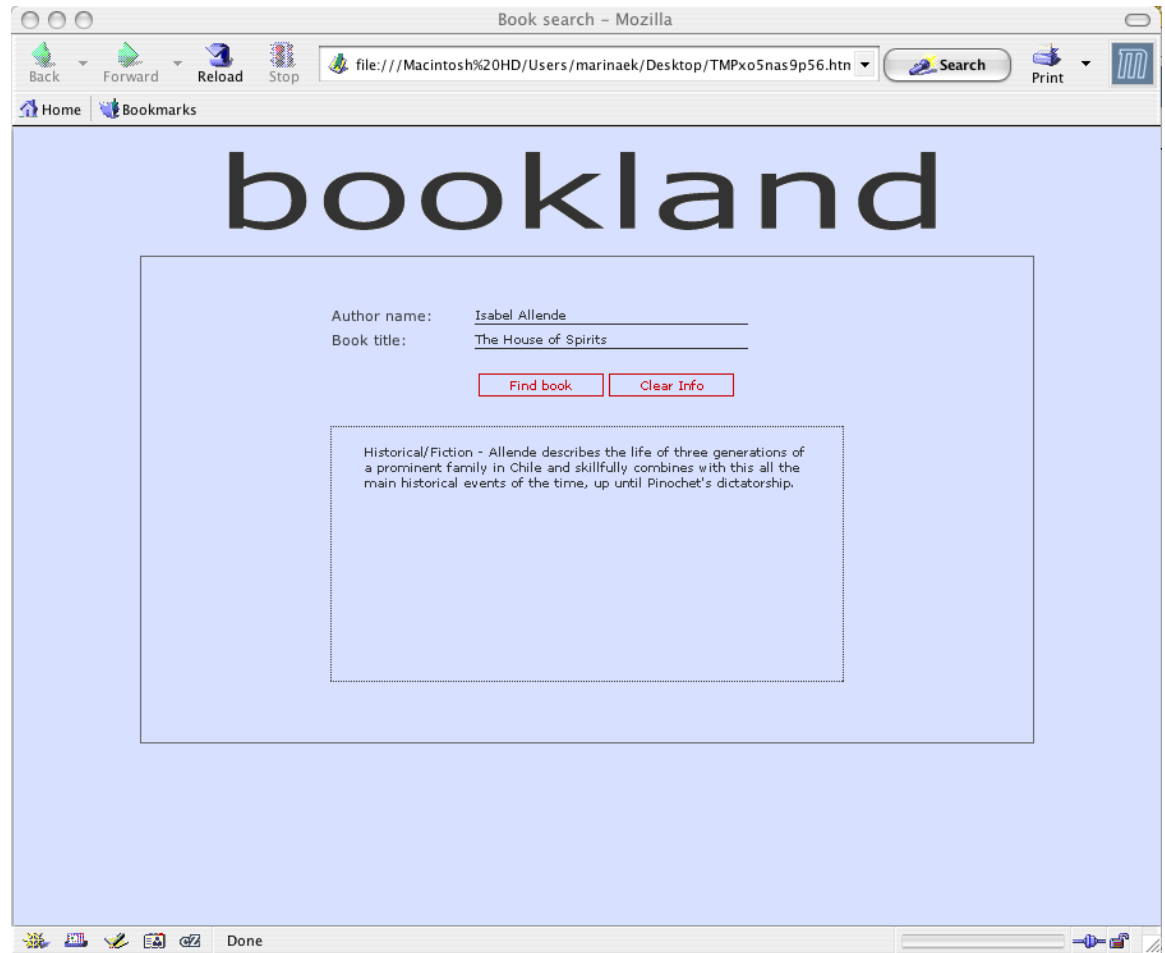 Book search – Mozilla
Back Forward Reload Stop file:///Macintosh%20HD/Users/marinaek/Desktop/TMPxo5nas9p56.htn Search Print
Home Bookmarks
bookland
Author name: Isabel Allende
Book title: The House of Spirits
Find book Clear Info
Historical/Fiction - Allende describes the life of three generations of
a prominent family in Chile and skillfully combines with this all the
main historical events of the time, up until Pinochet's dictatorship.
Done